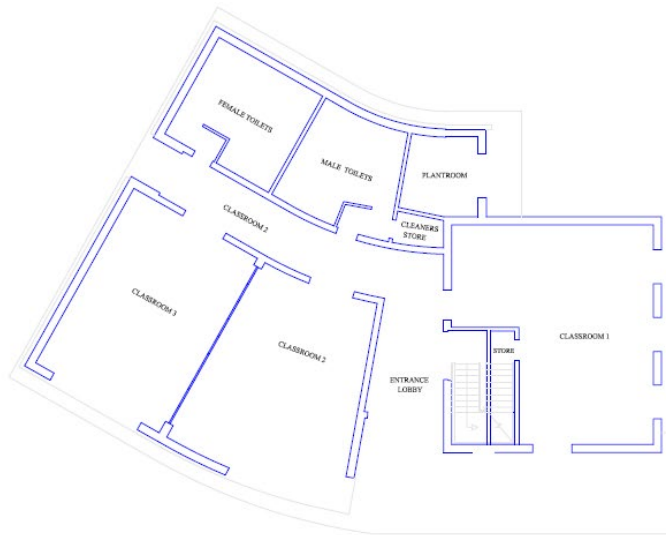 FEMALE TOILETS
MALE TOILETS
PLANTROOM
CLASSROOM 2
CLEANERS
STORE
CLASSROOM 3
CLASSROOM 2
STORE
CLASSROOM 1
ENTRANCE
LOBBY